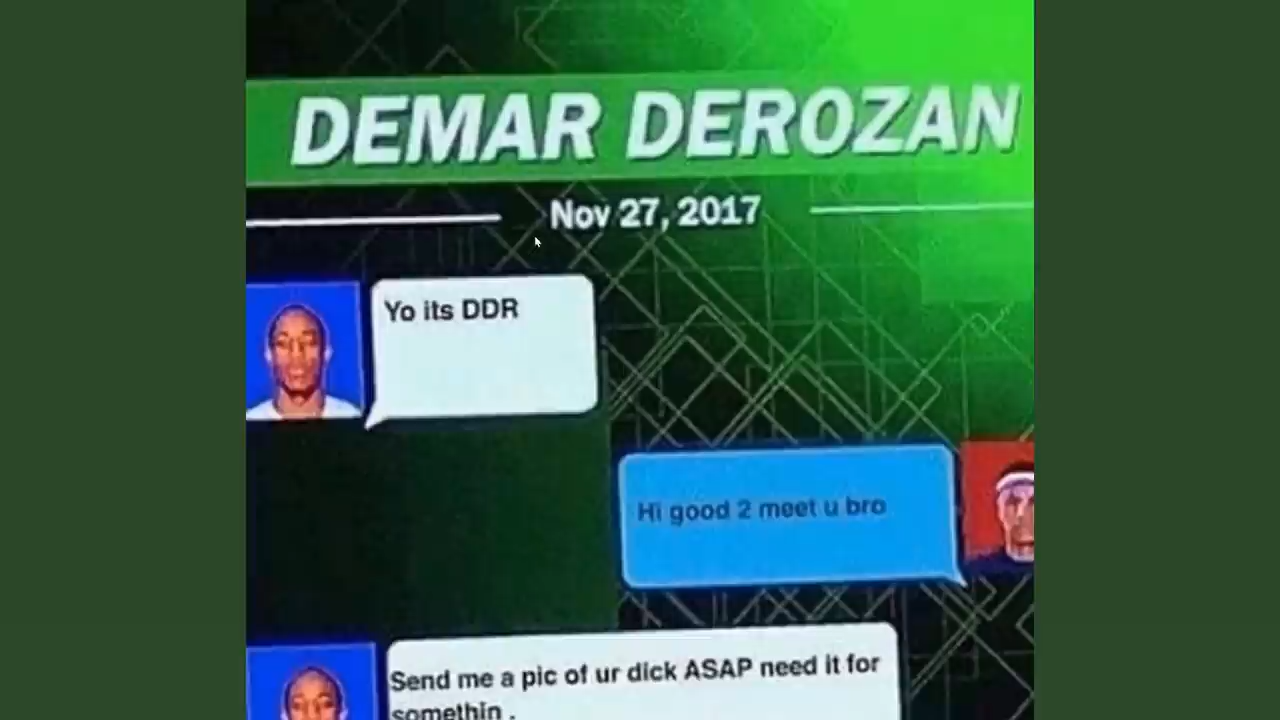 DEMAR DEROZAN
Nov 27, 2017
Yo its DDR
Hi good 2 meet u bro
Send me a pic of ur dick ASAP need it for
somethin .